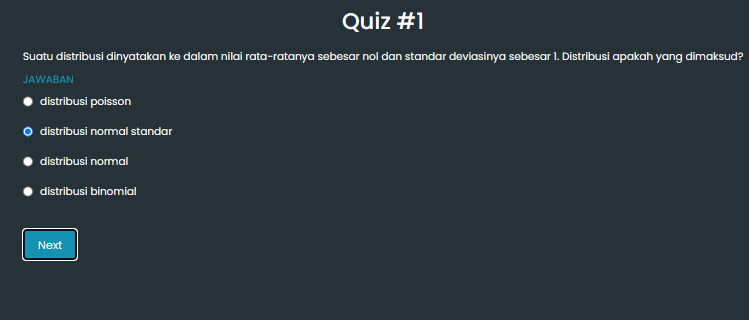 Quiz #1
Suatu distribusi dinyatakan ke dalam nilai rata-ratanya sebesar nol dan standar deviasinya sebesar 1. Distribusi apakah yang dimaksud?
JAWABAN
distribusi poisson
distribusi normal standar
distribusi normal
distribusi binomial
Next